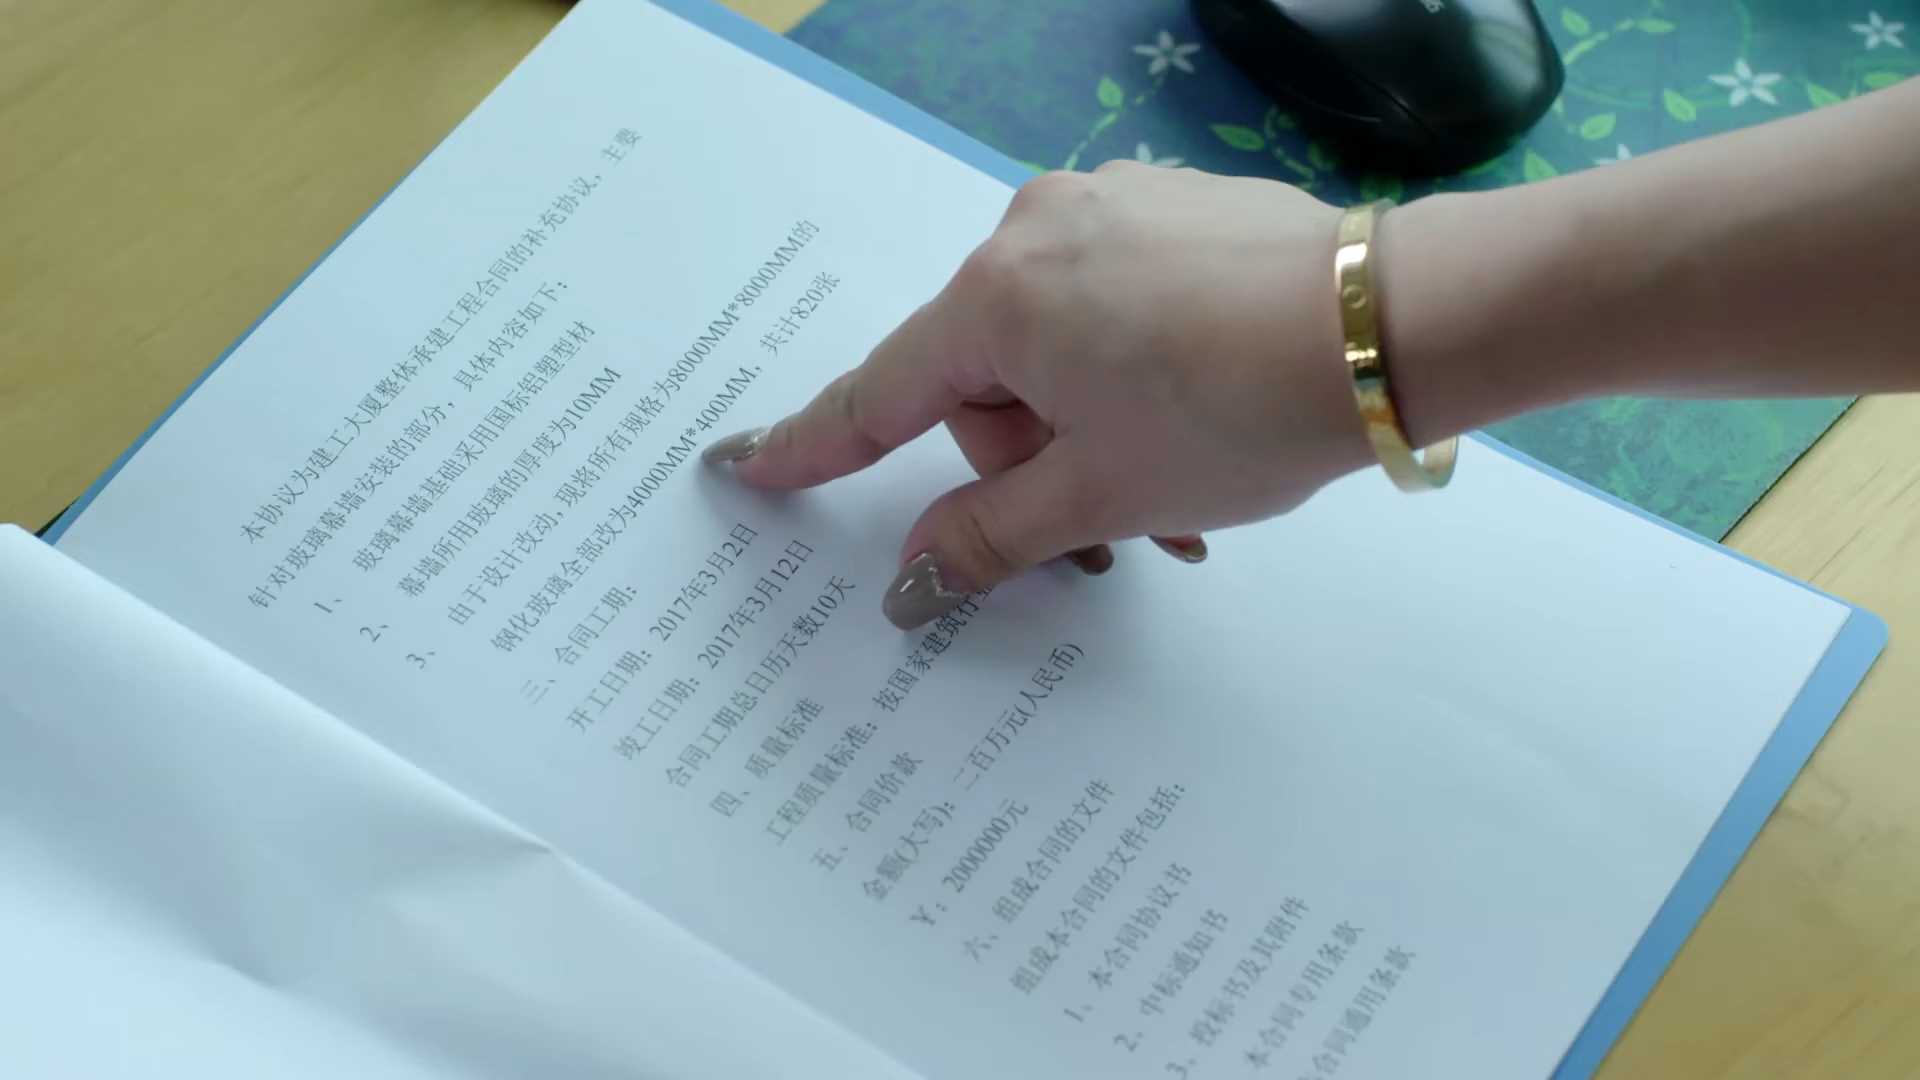 本协议为建工大厦整体承建工程合同的补充协议，主要
针对玻璃幕墙安装的部分，具体内容如下：
1、 玻璃幕墙基础采用国标铝塑型材
2、 幕墙所用玻璃的厚度为10MM
3、 由于设计改动，现将所有规格为8000MM*8000MM的
钢化玻璃全部改为4000MM*400MM，共计820张
三、合同工期：
开工日期：2017年3月2日
竣工日期：2017年3月12日
合同工期总日历天数10天
四、 质量标准
工程质量标准：按国家建筑行
五、合同价款
金额(大写)：二百万元(人民币)
¥：2000000元
六、组成合同的文件
组成本合同的文件包括：
1、本合同协议书
2、中标通知书
3、投标书及其附件
本合同专用条款
合同通用条款